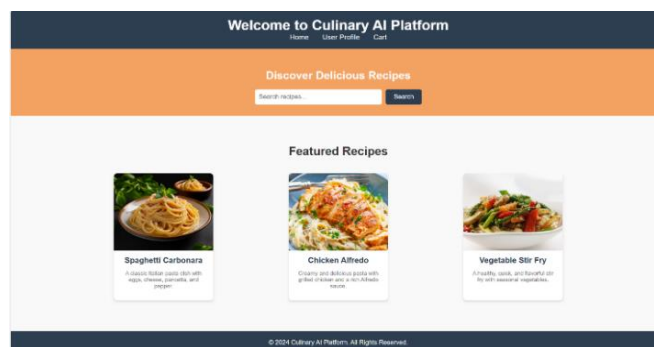 Welcome to Culinary AI Platform
Home User Profile Cart
Discover Delicious Recipes
Search recipes...
Search
Featured Recipes
Spaghetti Carbonara
A classic Italian pasta dish with
eggs, cheese, pancetta, and
pepper.
Chicken Alfredo
Creamy and delicious pasta with
grilled chicken and a rich Alfredo
sauce.
Vegetable Stir Fry
A healthy, quick, and flavorful stir
fry with seasonal vegetables.
© 2024 Culinary AI Platform. All Rights Reserved.